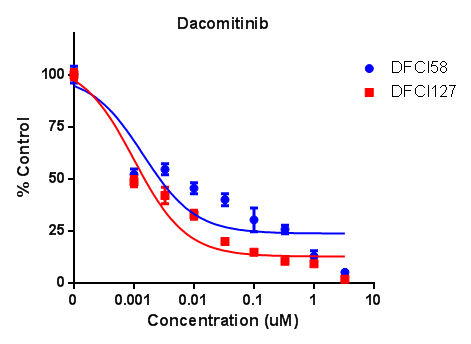 Dacomitinib
DFCI58
DFCI127
% Control
100
75
50
25
0
0 0.001 0.01 0.1 1 10
Concentration (uM)